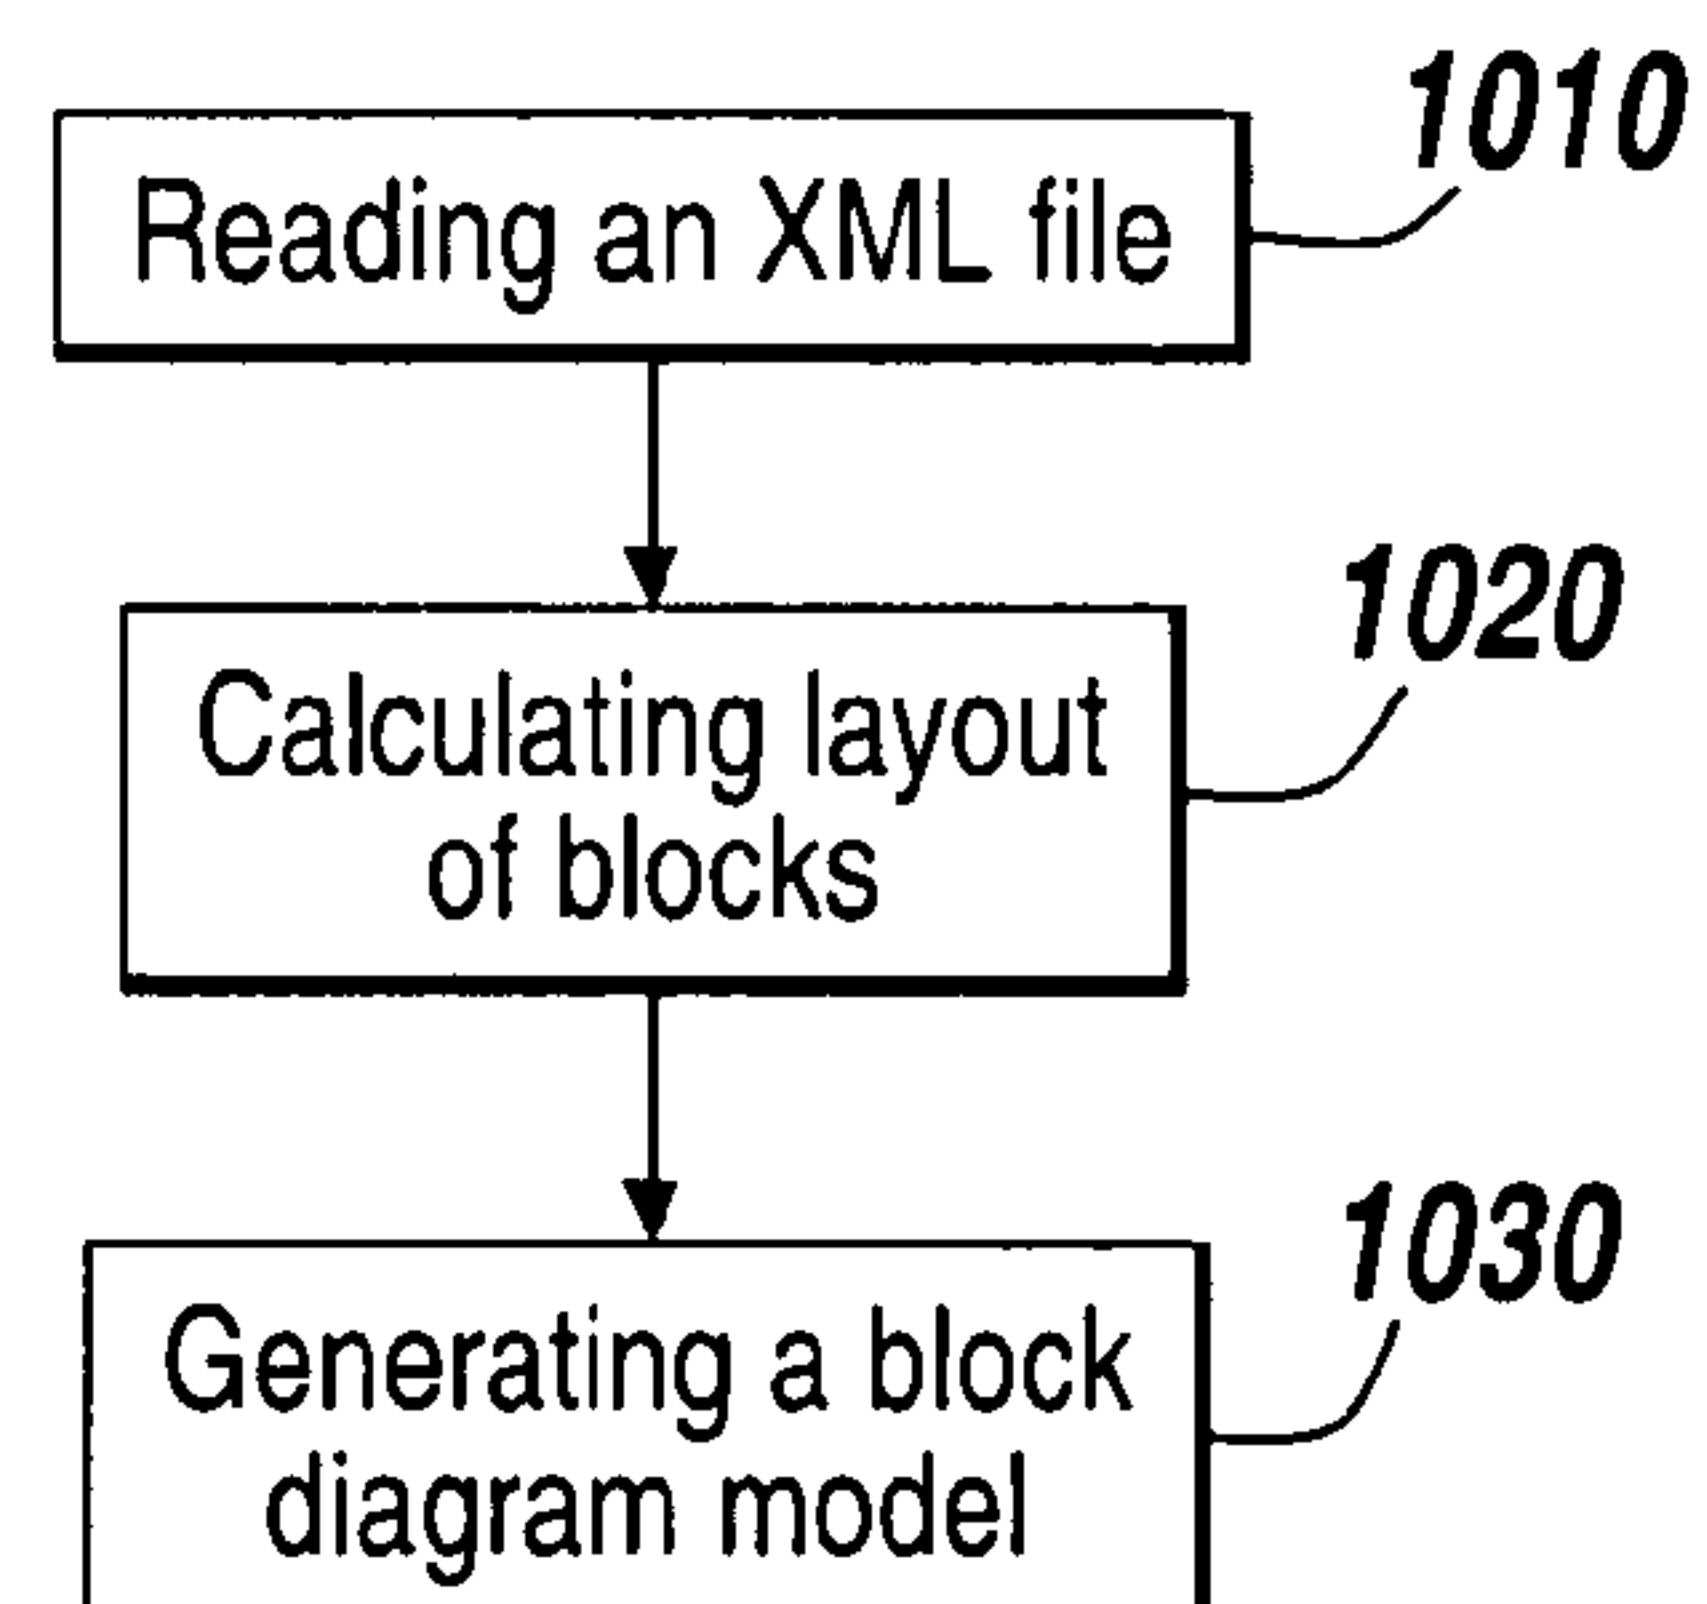 1010
Reading an XML file
1020
Calculating layout
of blocks
1030
Generating a block
diagram model